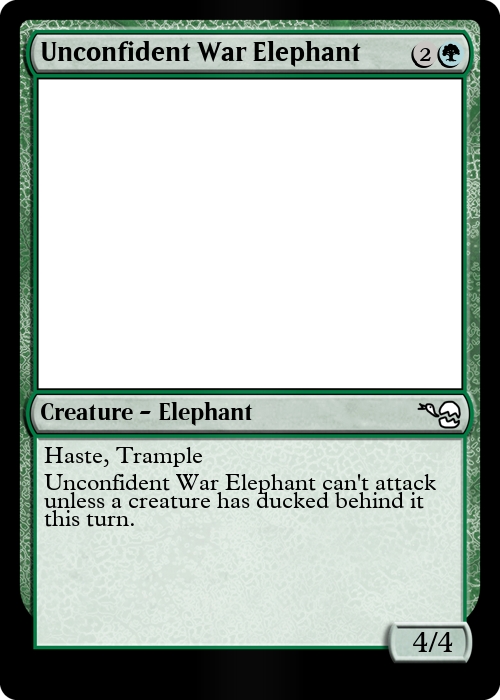 Unconfident War Elephant 2
Creature – Elephant
Haste, Trample
Unconfident War Elephant can't attack
unless a creature has ducked behind it
this turn.
4/4